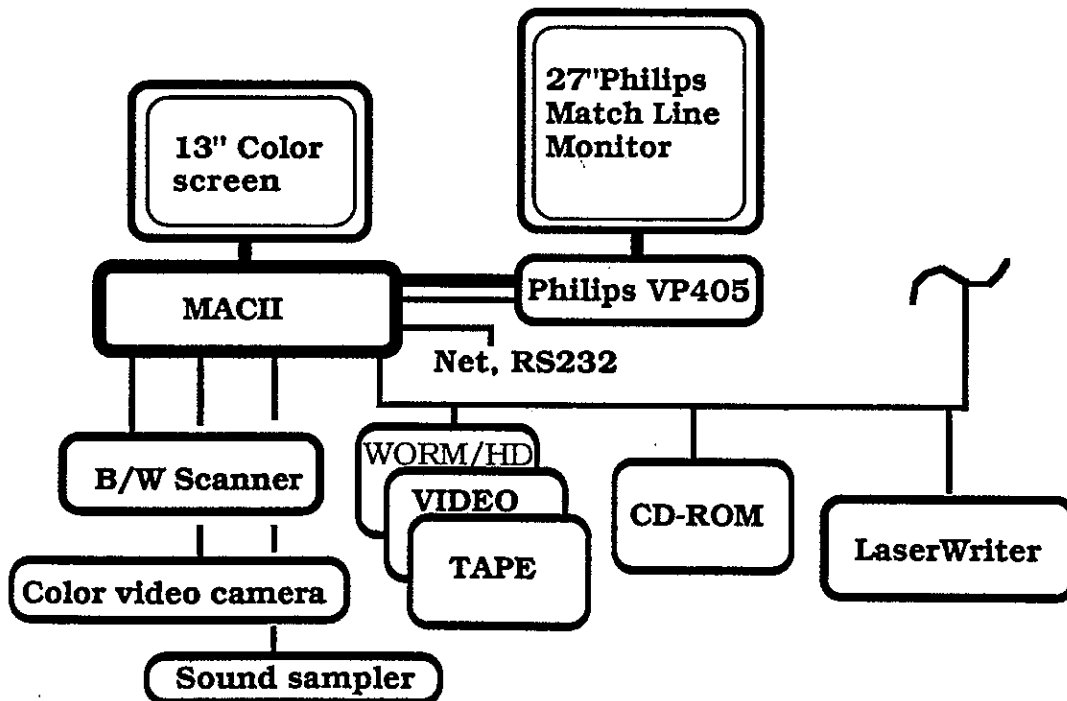 13" Color
screen
27"Philips
Match Line
Monitor
MACII
Philips VP405
Net, RS232
B/W Scanner
WORM/HD
VIDEO
TAPE
CD-ROM
LaserWriter
Color video camera
Sound sampler